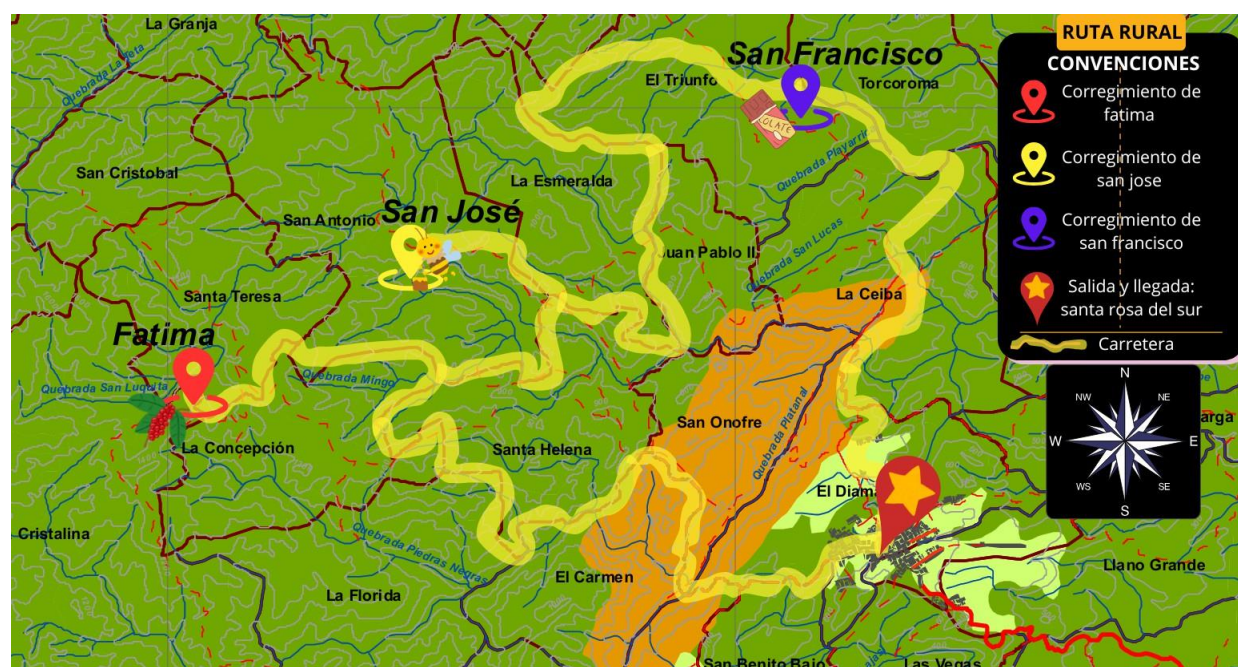 La Granja
Quebrada La Jeta
San Francisco
El Triunfo
Torcoroma
OLATE
San Cristobal
La Esmeralda
Quebrada Playarrir
San Antonio
San José
Juan Pablo II
Quebrada San Lucas
Santa Teresa
La Ceiba
Fatima
Quebrada San Luquita
Quebrada Mingo
La Concepción
Santa Helena
San Onofre
Quebrada Platanal
El Diam
Cristalina
Quebrada Piedras Negras
El Carmen
La Florida
Llano Grande
San Benito Bajo
Las Vegas
arga
RUTA RURAL
CONVENCIONES
Corregimiento de
fatima
Corregimiento de
san jose
Corregimiento de
san francisco
Salida y llegada:
santa rosa del sur
Carretera
N
NW
NE
W
E
WS
SE
S